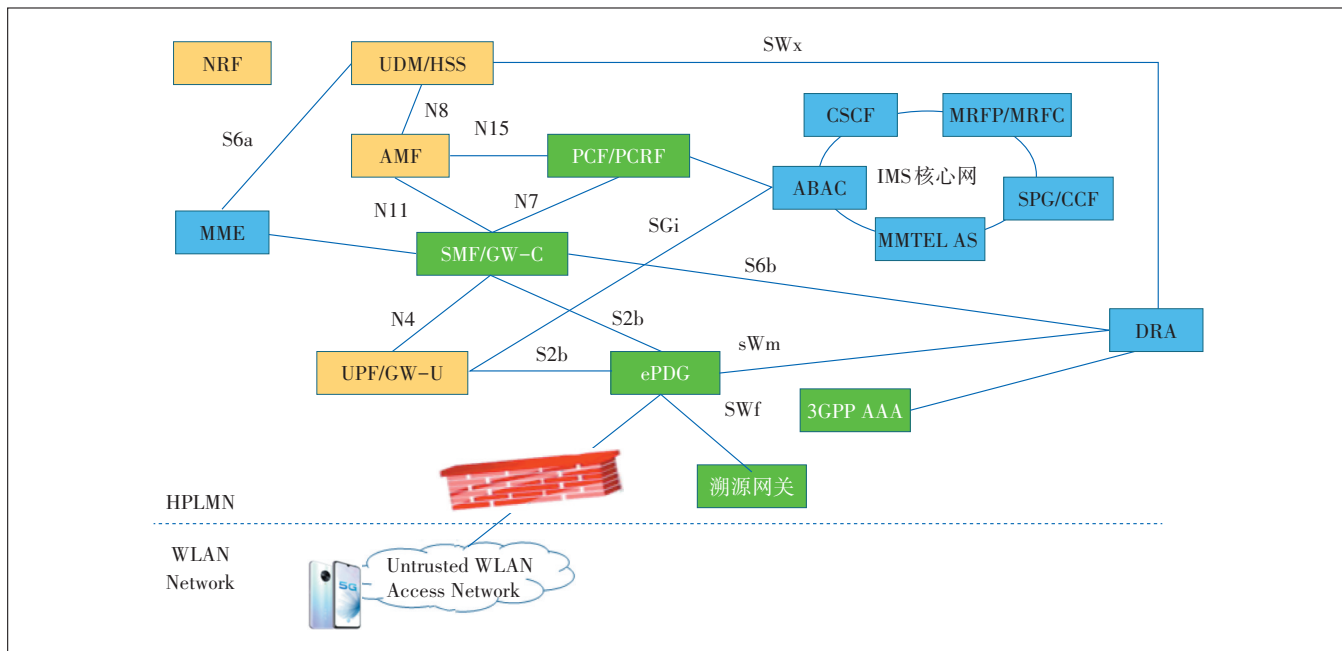 SWx
NRF
UDM/HSS
N8
S6a
N15
CSCF
MRFP/MRFC
AMF
PCF/PCRF
IMS核心网
ABAC
SPG/CCF
N11
N7
SGi
MME
MMTEL AS
SMF/GW-C
S6b
N4
S2b
DRA
sWm
S2b
UPF/GW-U
ePDG
SWf
3GPP AAA
溯源网关
HPLMN
WLAN
Network
Untrusted WLAN
Access Network
5G